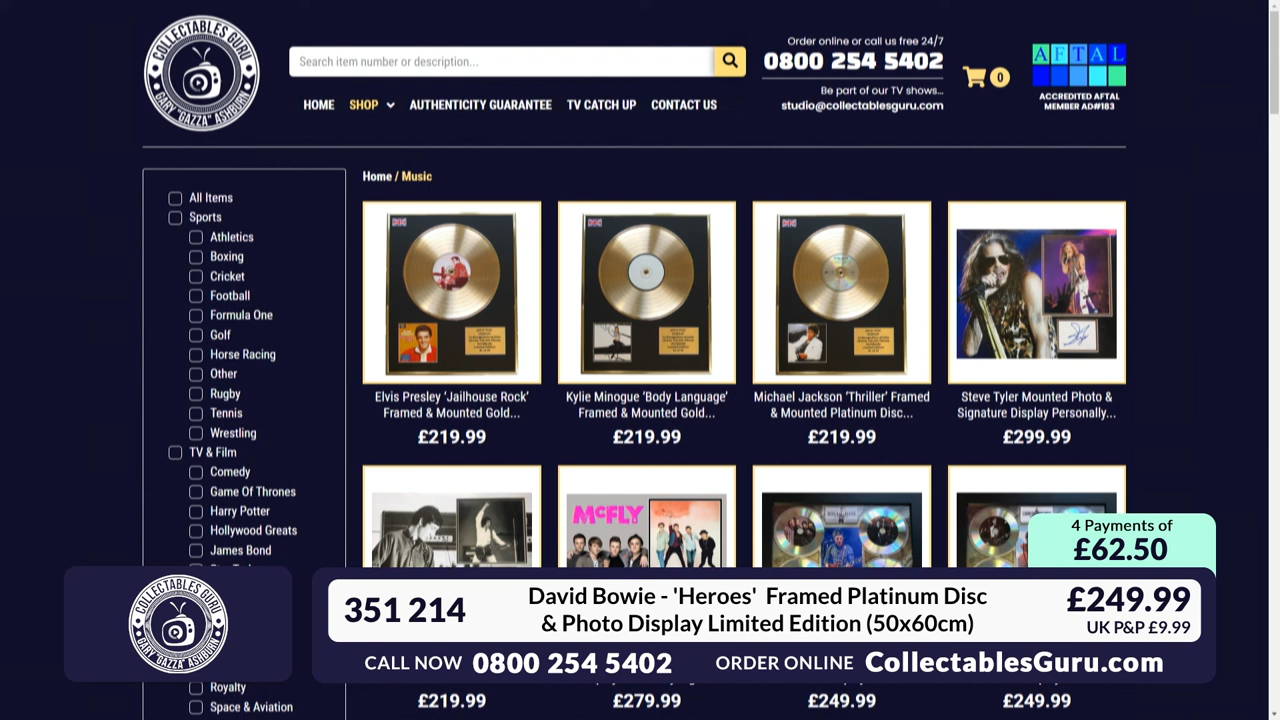 COLLECTABLES GURU
GARY "GAZZA" ASHBURN
Search item number or description...
Order online or call us free 24/7
0800 254 5402
Be part of our TV shows...
studio@collectablesguru.com
0
AFTAL
ACCREDITED AFTAL
MEMBER AD#183
HOME SHOP AUTHENTICITY GUARANTEE TV CATCH UP CONTACT US
Home / Music
All Items
Sports
Athletics
Boxing
Cricket
Football
Formula One
Golf
Horse Racing
Other
Rugby
Tennis
Wrestling
TV & Film
Comedy
Game Of Thrones
Harry Potter
Hollywood Greats
James Bond
Royalty
Space & Aviation
Elvis Presley 'Jailhouse Rock'
Framed & Mounted Gold...
£219.99
Kylie Minogue 'Body Language'
Framed & Mounted Gold...
£219.99
Michael Jackson 'Thriller' Framed
& Mounted Platinum Disc...
£219.99
Steve Tyler Mounted Photo &
Signature Display Personally...
£299.99
McFLY
4 Payments of
£62.50
COLLECTABLES GURU
GARY "GAZZA" ASHBURN
351 214
David Bowie - 'Heroes' Framed Platinum Disc
& Photo Display Limited Edition (50x60cm)
£249.99
UK P&P £9.99
CALL NOW 0800 254 5402 ORDER ONLINE CollectablesGuru.com
£219.99
£279.99
£249.99
£249.99